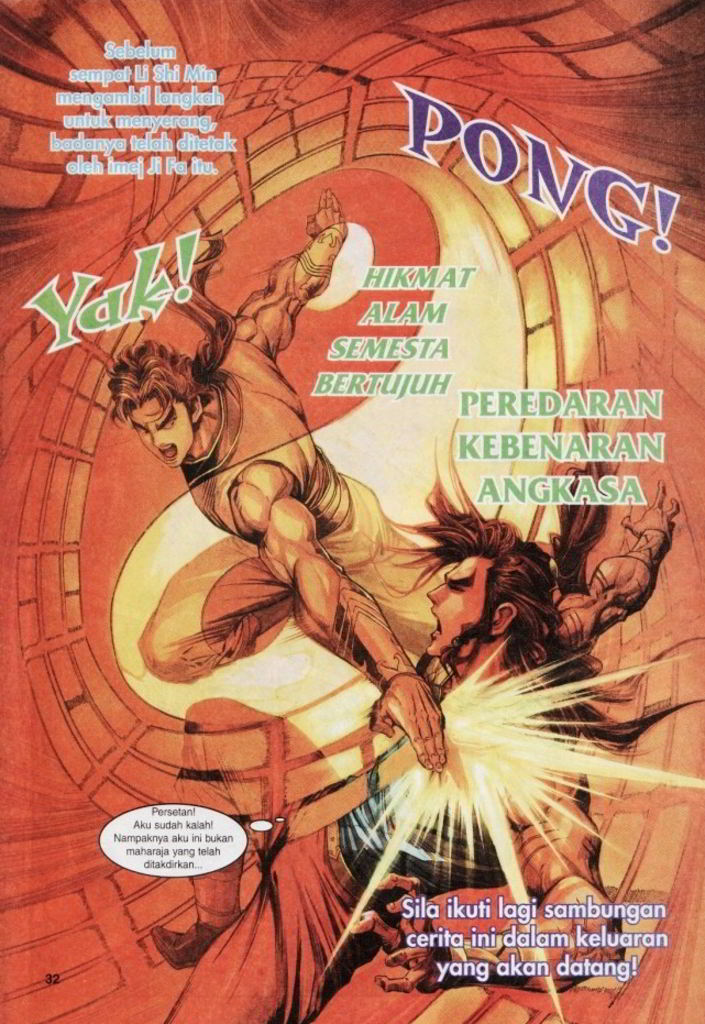 Sebelum
sempat Li Shi Min
mengambil langkah
untuk menyerang,
badanya telah ditetak
oleh imej Ji Fa itu.
PONG!
Yak!
HIKMAT
ALAM
SEMESTA
BERTUJUH
PEREDARAN
KEBENARAN
ANGKASA
Persetan!
Aku sudah kalah!
Nampaknya aku ini bukan
maharaja yang telah
ditakdirkan...
Sila ikuti lagi sambungan
cerita ini dalam keluaran
yang akan datang!
32